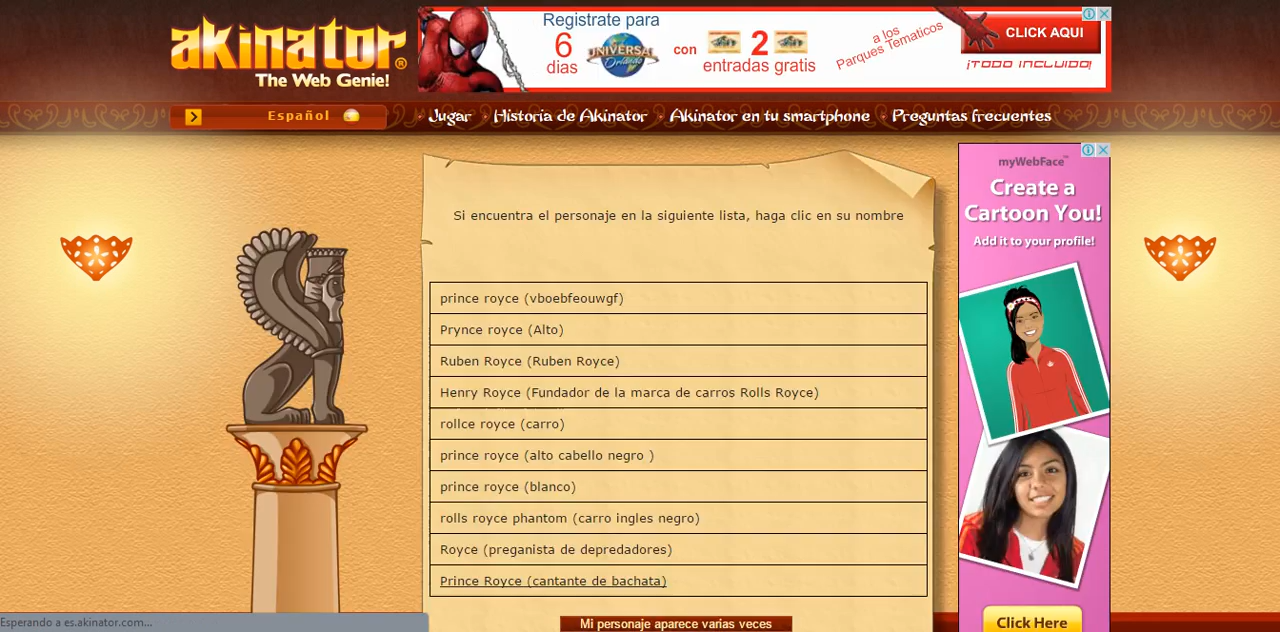 akinator®
The Web Genie!
Registrate para
6
dias
UNIVERSAL
Orlando
con
2
entradas gratis
a los
Parques Tematicos
CLICK AQUI
¡TODO INCLUIDO!
Español
Jugar
Historia de Akinator
Akinator en tu smartphone
Preguntas frecuentes
Si encuentra el personaje en la siguiente lista, haga clic en su nombre
prince royce (vboebfeouwgf)
Prynce royce (Alto)
Ruben Royce (Ruben Royce)
Henry Royce (Fundador de la marca de carros Rolls Royce)
rollce royce (carro)
prince royce (alto cabello negro )
prince royce (blanco)
rolls royce phantom (carro ingles negro)
Royce (preganista de depredadores)
Prince Royce (cantante de bachata)
Mi personaje aparece varias veces
myWebFace™
Create a
Cartoon You!
Add it to your profile!
Click Here
Esperando a es.akinator.com...